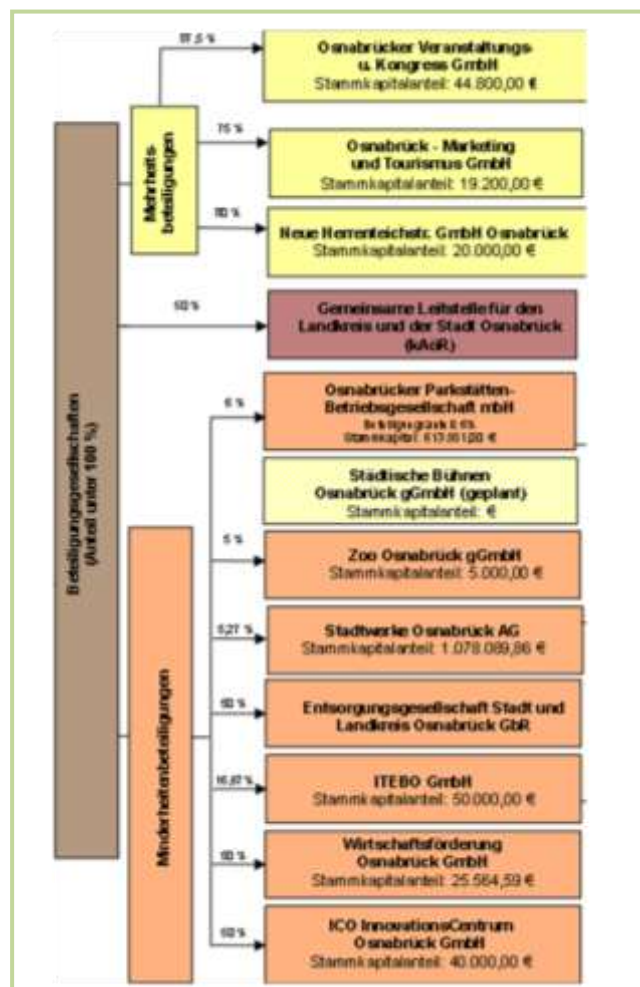 Osnabrücker Veranstaltungs-
u. Kongress GmbH
Stammkapitalanteil: 44.800,00 €
75 %
Osnabrück - Marketing
und Tourismus GmbH
Stammkapitalanteil: 19.200,00 €
Mehrheits-
beteiligungen
Neue Herrenteichstr. GmbH Osnabrück
Stammkapitalanteil: 20.000,00 €
50 %
Gemeinsame Leitstelle für den
Landkreis und der Stadt Osnabrück
(kAöR)
Beteiligungsgesellschaften
(Anteil unter 100 %)
6 %
Osnabrücker Parkstätten-
Betriebsgesellschaft mbH
Stammkapital:
Städtische Bühnen
Osnabrück gGmbH (geplant)
Stammkapitalanteil: €
Minderheitenbeteiligungen
5 %
Zoo Osnabrück gGmbH
Stammkapitalanteil: 5.000,00 €
Stadtwerke Osnabrück AG
Stammkapitalanteil: 1.078.089,86 €
50 %
Entsorgungsgesellschaft Stadt und
Landkreis Osnabrück GbR
16,67 %
ITEBO GmbH
Stammkapitalanteil: 50.000,00 €
50 %
Wirtschaftsförderung
Osnabrück GmbH
Stammkapitalanteil: 25.564,59 €
50 %
ICO InnovationsCentrum
Osnabrück GmbH
Stammkapitalanteil: 40.000,00 €